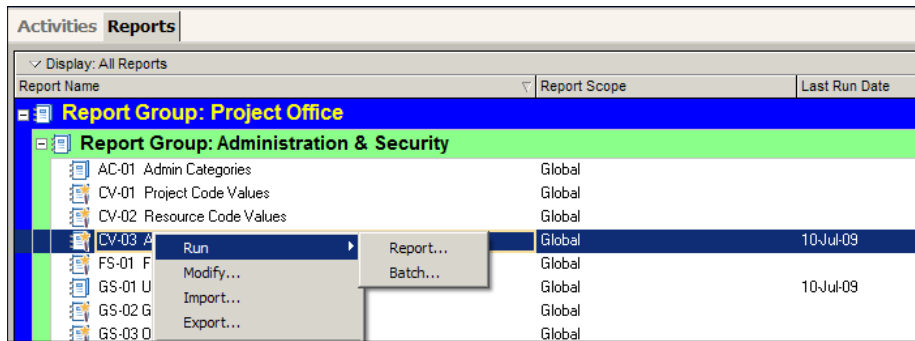 Activities Reports
Display: All Reports
Report Name Report Scope Last Run Date
Report Group: Project Office
Report Group: Administration & Security
AC-01 Admin Categories Global
CV-01 Project Code Values Global
CV-02 Resource Code Values Global
CV-03 A Global 10-Jul-09
Run Report...
FS-01 F Global
Modify... Batch...
GS-01 U Global 10-Jul-09
Import...
GS-02 G Global
Export...
GS-03 O Global